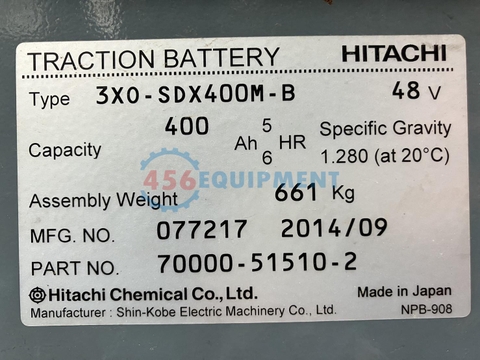 TRACTION BATTERY HITACHI
Type 3X0-SDX400M-B 48 V
Capacity 400 Ah 5 HR Specific Gravity
6 1.280 (at 20°C)
456EQUIPMENT
Assembly Weight 661 Kg
MFG. NO. 077217 2014/09
PART NO. 70000-51510-2
Hitachi Chemical Co., Ltd. Made in Japan
Manufacturer : Shin-Kobe Electric Machinery Co., Ltd. NPB-908